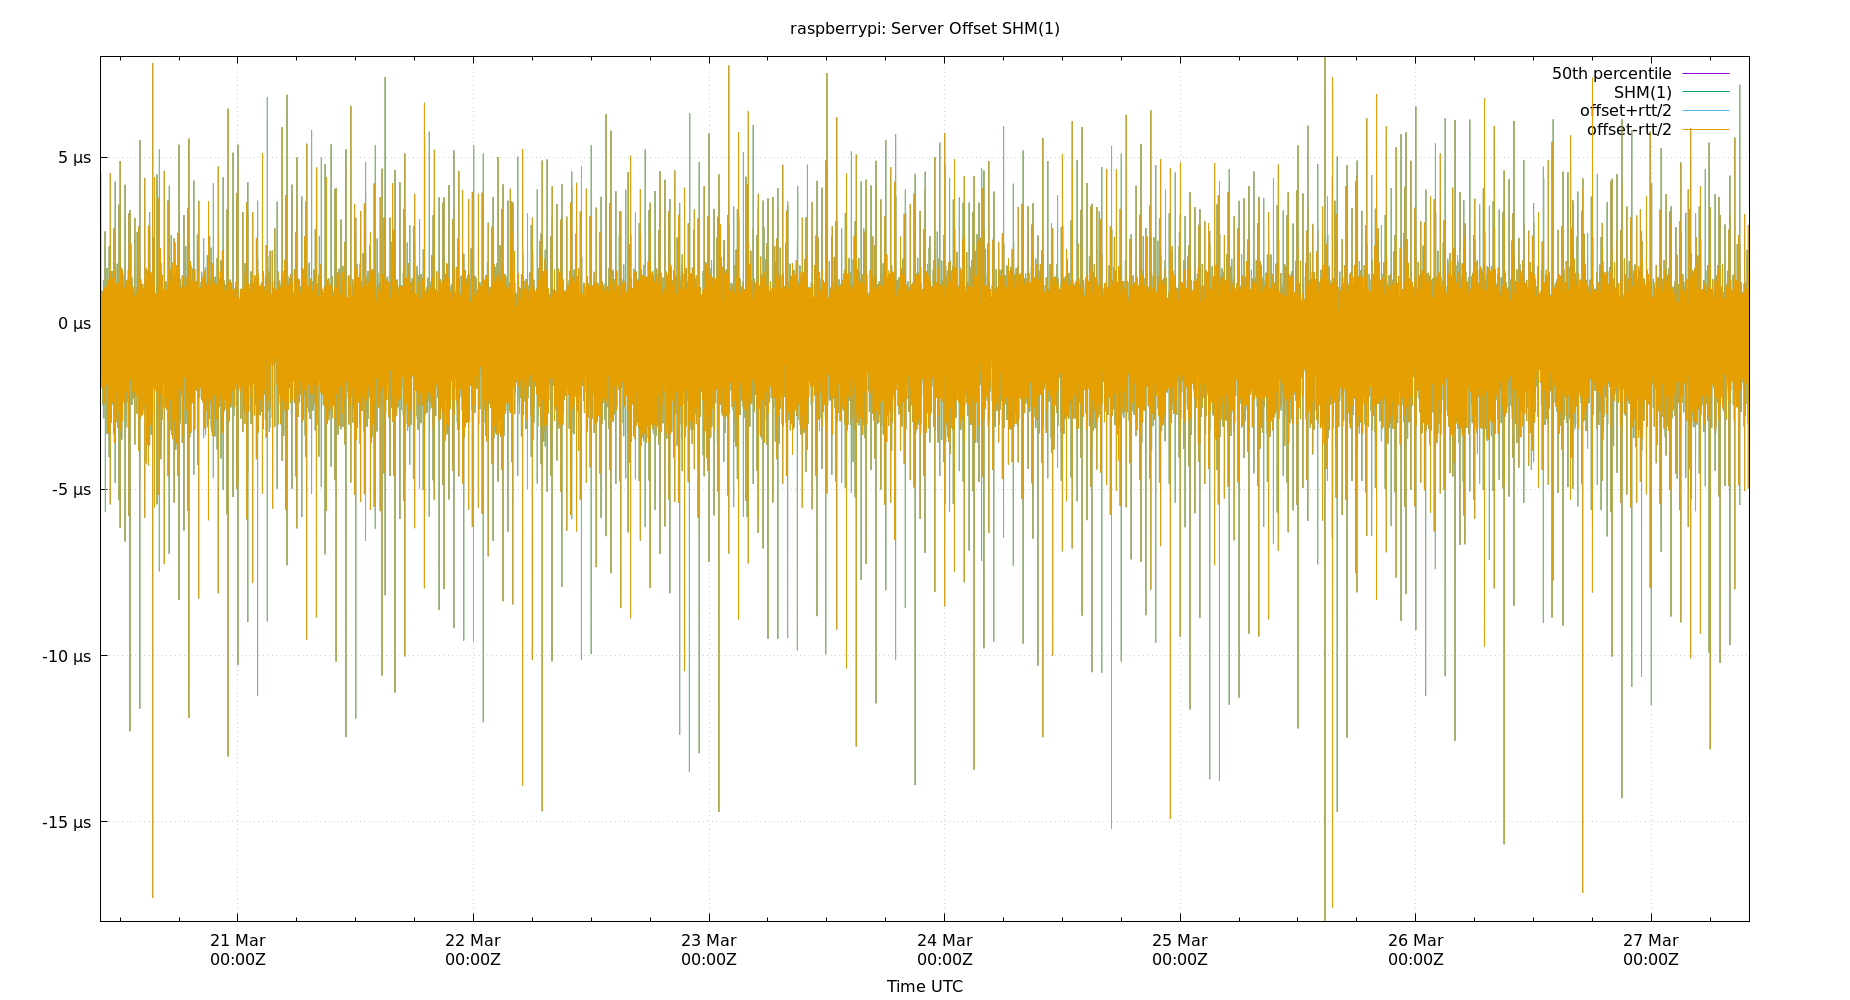 raspberrypi: Server Offset SHM(1)
50th percentile
SHM(1)
offset+rtt/2
offset-rtt/2
5 µs
0 µs
-5 µs
-10 µs
-15 µs
21 Mar 22 Mar 23 Mar 24 Mar 25 Mar 26 Mar 27 Mar
00:00Z 00:00Z 00:00Z 00:00Z 00:00Z 00:00Z 00:00Z
Time UTC